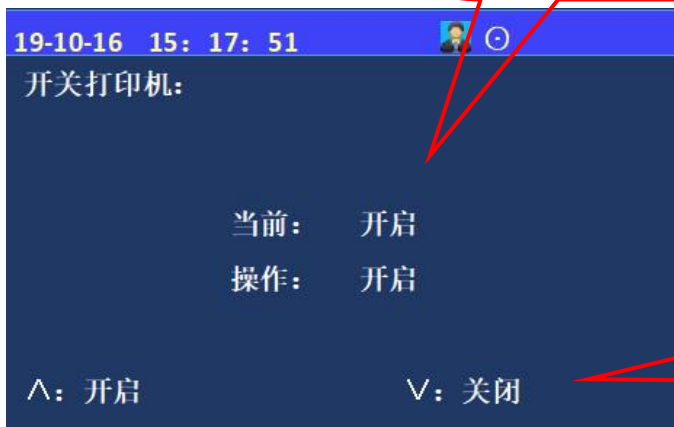 19-10-16 15：17：51
开关打印机：
当前： 开启
操作： 开启
∧：开启 ∨：关闭